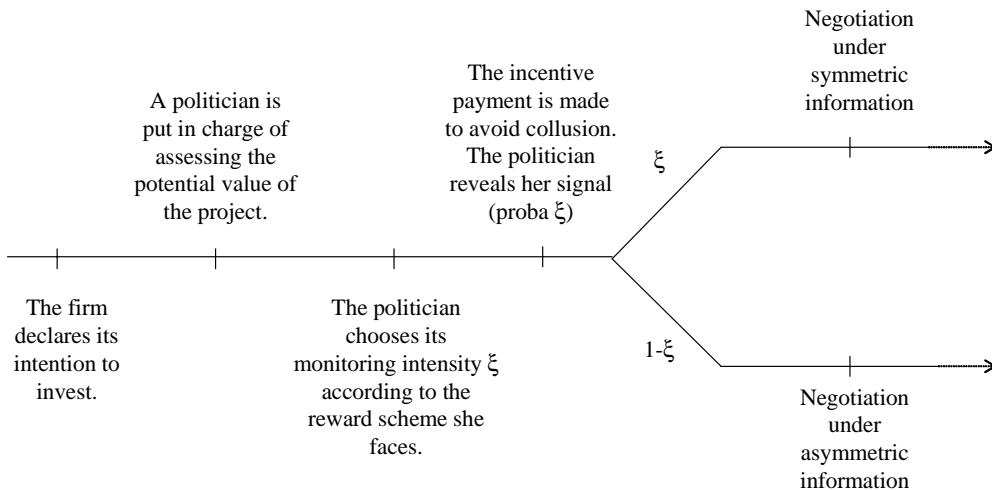 The firm
declares its
intention to
invest.
A politician is
put in charge of
assessing the
potential value of
the project.
The politician
chooses its
monitoring intensity ξ
according to the
reward scheme she
faces.
The incentive
payment is made
to avoid collusion.
The politician
reveals her signal
(proba ξ)
ξ
Negotiation
under
symmetric
information
1-ξ
Negotiation
under
asymmetric
information